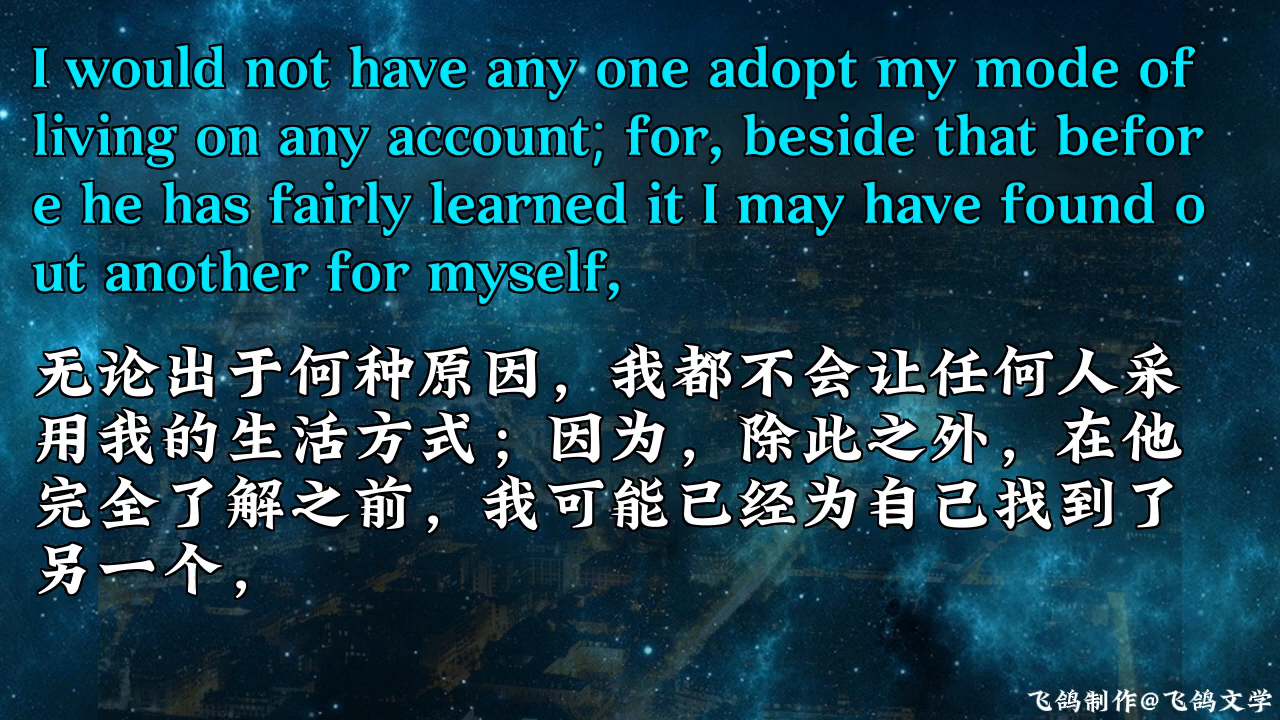 I would not have any one adopt my mode of
living on any account; for, beside that befor
e he has fairly learned it I may have found o
ut another for myself,
无论出于何种原因，我都不会让任何人采
用我的生活方式；因为，除此之外，在他
完全了解之前，我可能已经为自己找到了
另一个，
飞鸽制作@飞鸽文学